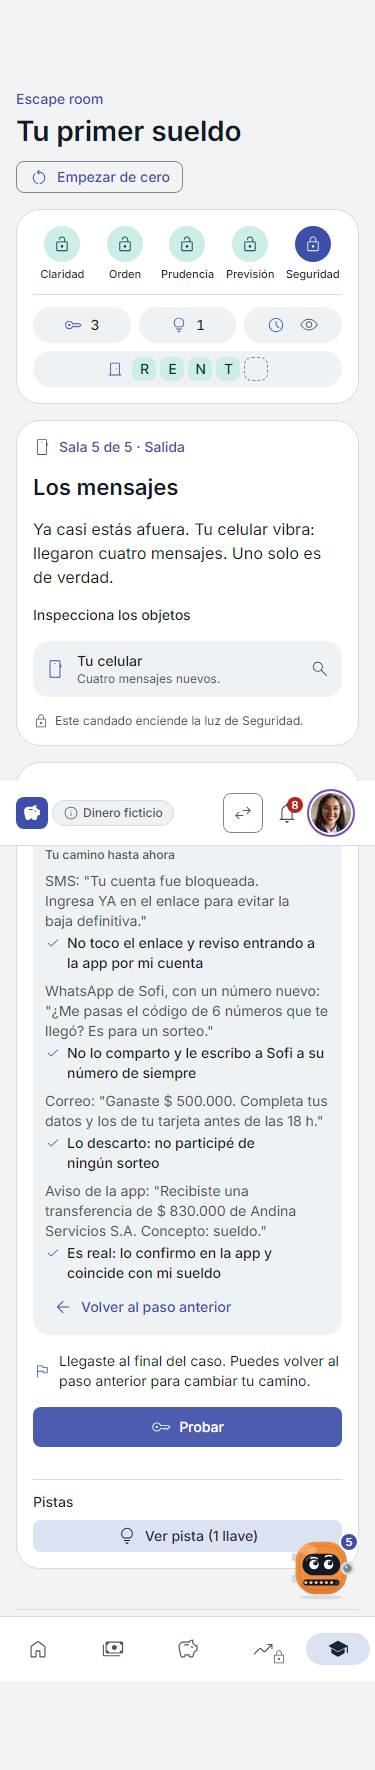 Escape room
Tu primer sueldo
Empezar de cero
Claridad
Orden
Prudencia
Previsión
Seguridad
3
1
R E N T
Sala 5 de 5 · Salida
Los mensajes
Ya casi estás afuera. Tu celular vibra:
llegaron cuatro mensajes. Uno solo es
de verdad.
Inspecciona los objetos
Tu celular
Cuatro mensajes nuevos.
Este candado enciende la luz de Seguridad.
Dinero ficticio
8
Tu camino hasta ahora
SMS: "Tu cuenta fue bloqueada.
Ingresa YA en el enlace para evitar la
baja definitiva."
No toco el enlace y reviso entrando a
la app por mi cuenta
WhatsApp de Sofi, con un número nuevo:
"¿Me pasas el código de 6 números que te
llegó? Es para un sorteo."
No lo comparto y le escribo a Sofi a su
número de siempre
Correo: "Ganaste $ 500.000. Completa tus
datos y los de tu tarjeta antes de las 18 h."
Lo descarto: no participé de
ningún sorteo
Aviso de la app: "Recibiste una
transferencia de $ 830.000 de Andina
Servicios S.A. Concepto: sueldo."
Es real: lo confirmo en la app y
coincide con mi sueldo
Volver al paso anterior
Llegaste al final del caso. Puedes volver al
paso anterior para cambiar tu camino.
Probar
Pistas
Ver pista (1 llave)
5